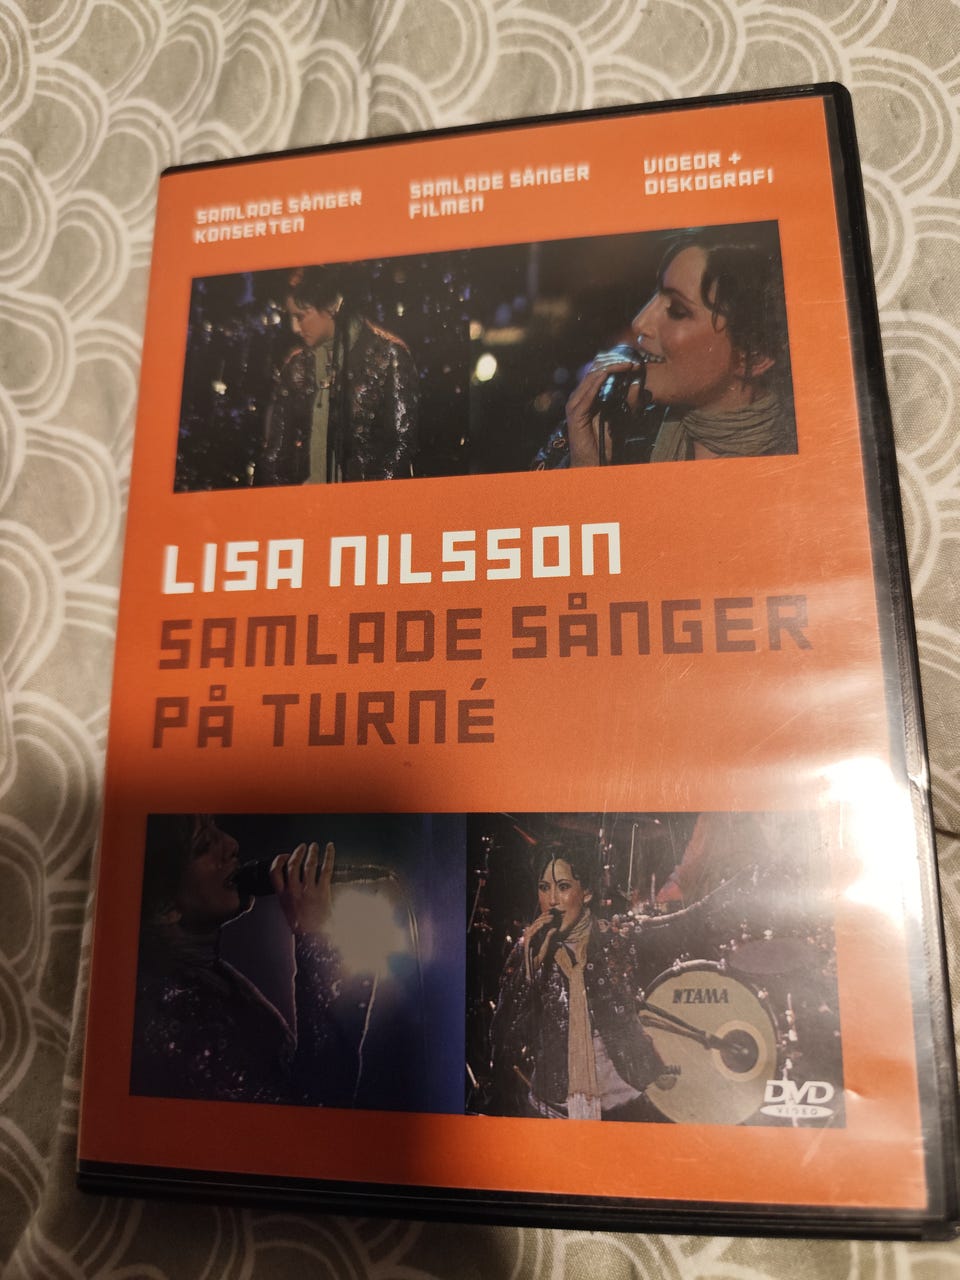 SAMLADE SÅNGER
KONSERTEN
SAMLADE SÅNGER
FILMEN
VIDEOR +
DISKOGRAFI
LISA NILSSON
SAMLADE SÅNGER
PÅ TURNÉ
TAMA
DVD
VIDEO